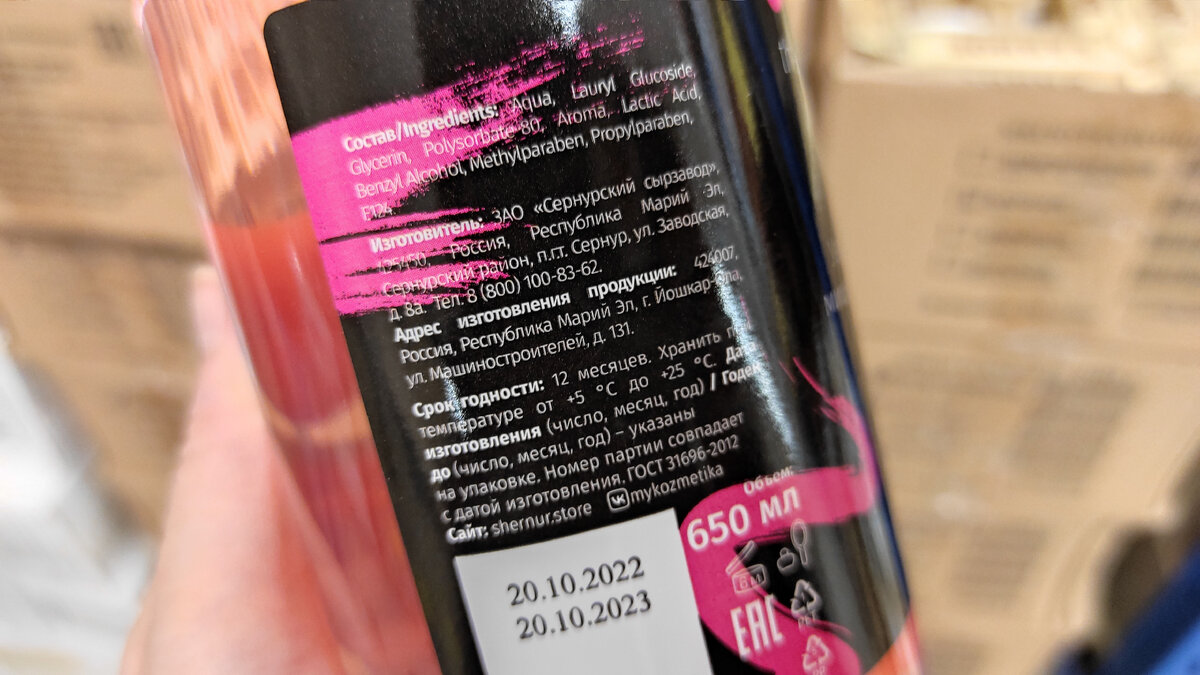 Состав/Ingredients: Aqua, Lauryl Glucoside,
Glycerin, Polysorbate 80, Aroma, Lactic Acid,
Benzyl Alcohol, Methylparaben, Propylparaben,
E124.
Изготовитель: ЗАО «Сернурский сырзавод»,
425450, Россия, Республика Марий Эл,
Сернурский район, п.гт. Сернур, ул. Заводская,
д. 8а. Тел. 8 (800) 100-83-62.
Адрес изготовления продукции: 424007,
Россия, Республика Марий Эл, г. Йошкар-Ола,
ул. Машиностроителей, д. 131.
Срок годности: 12 месяцев. Хранить
температуре от +5 °C до +25 °C.
изготовления (число, месяц, год) / Годен
до (число, месяц, год) – указаны
на упаковке. Номер партии совпадает
с датой изготовления. ГОСТ 31696-2012
Сайт: shernur.store mykozmetika
Объем:
650 мл
6 м
EAC
20.10.2022
20.10.2023